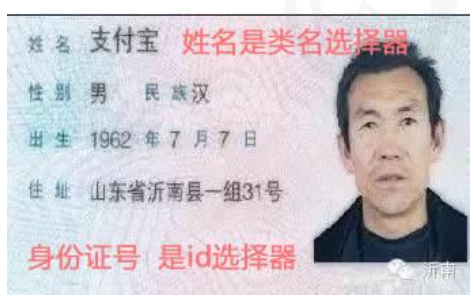 姓名 支付宝 姓名是类名选择器
性别 男 民族汉
出生 1962 年 7 月 7 日
住址 山东省沂南县一组31号
身份证号 是id选择器
沂南